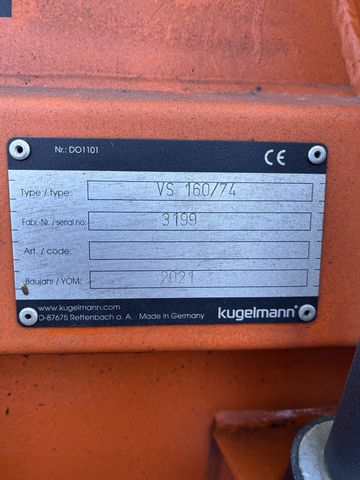 Nr.: DO1101 CE
Type / type: VS 160/74
Fabr.-Nr. / serial no: 3199
Art. / code:
Baujahr / YOM: 2021
www.kugelmann.com
D-87675 Rettenbach a. A. - Made in Germany kugelmann